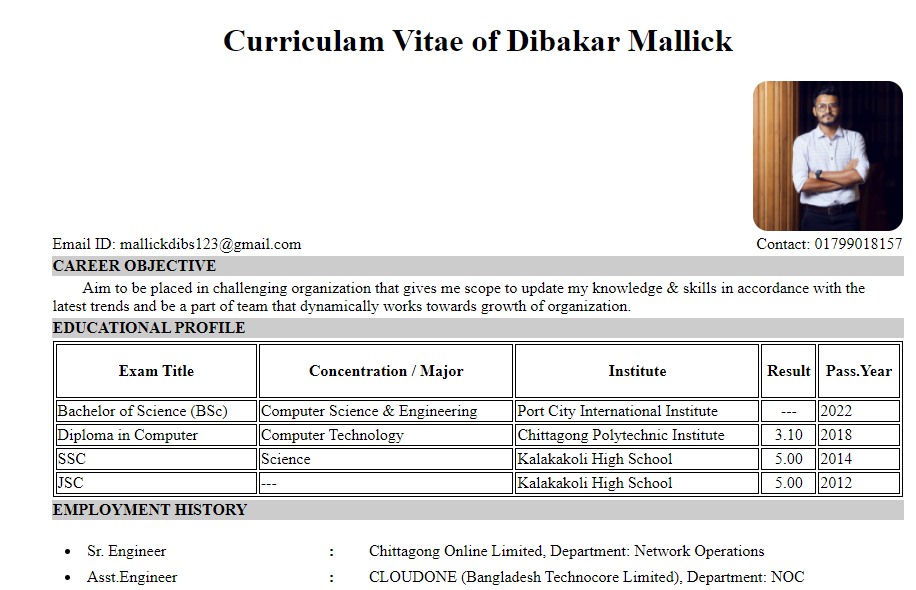 Curriculam Vitae of Dibakar Mallick
Email ID: mallickdibs123@gmail.com Contact: 01799018157
CAREER OBJECTIVE
Aim to be placed in challenging organization that gives me scope to update my knowledge & skills in accordance with the
latest trends and be a part of team that dynamically works towards growth of organization.
EDUCATIONAL PROFILE
Exam Title Concentration / Major Institute Result Pass.Year
Bachelor of Science (BSc) Computer Science & Engineering Port City International Institute --- 2022
Diploma in Computer Computer Technology Chittagong Polytechnic Institute 3.10 2018
SSC Science Kalakakoli High School 5.00 2014
JSC --- Kalakakoli High School 5.00 2012
EMPLOYMENT HISTORY
• Sr. Engineer : Chittagong Online Limited, Department: Network Operations
• Asst.Engineer : CLOUDONE (Bangladesh Technocore Limited), Department: NOC